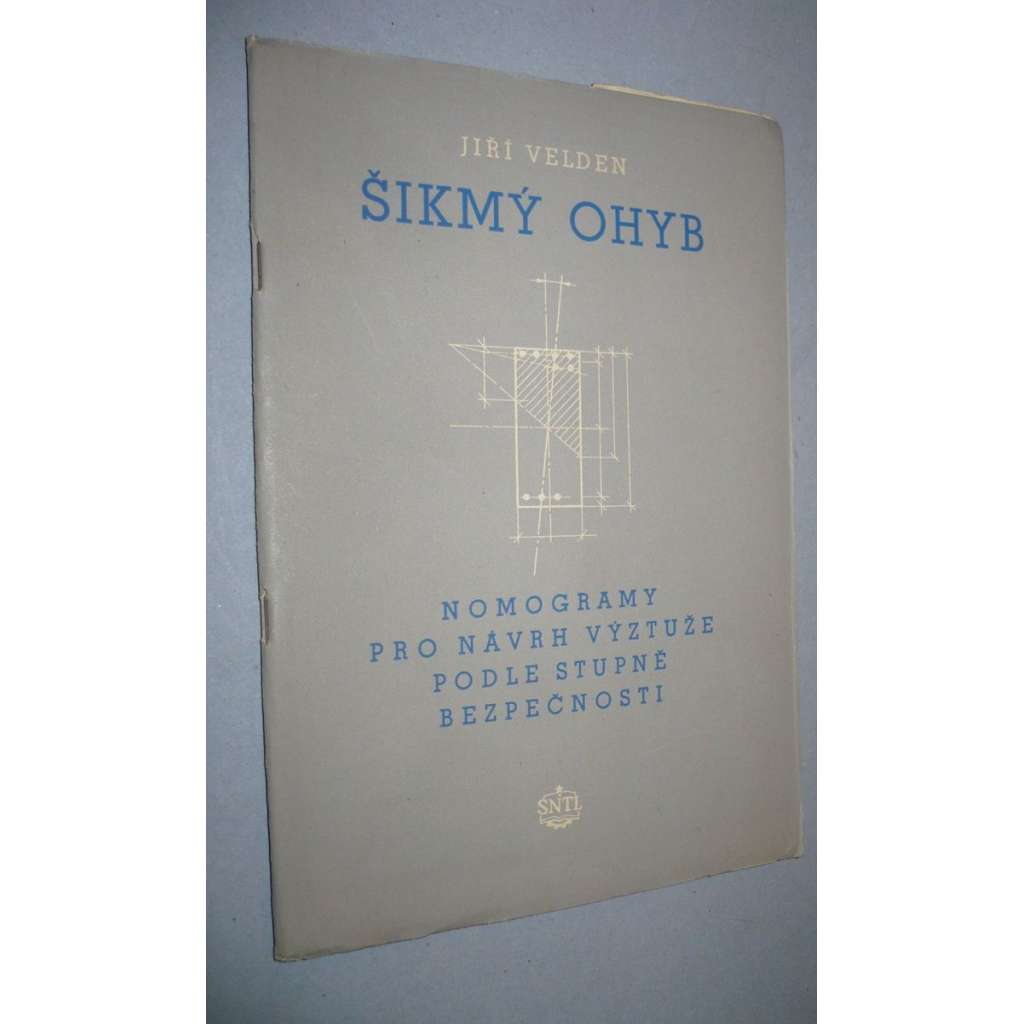 JIŘÍ VELDEN
ŠIKMÝ OHYB
NOMOGRAMY
PRO NÁVRH VÝZTUŽE
PODLE STUPNĚ
BEZPEČNOSTI
SNTL